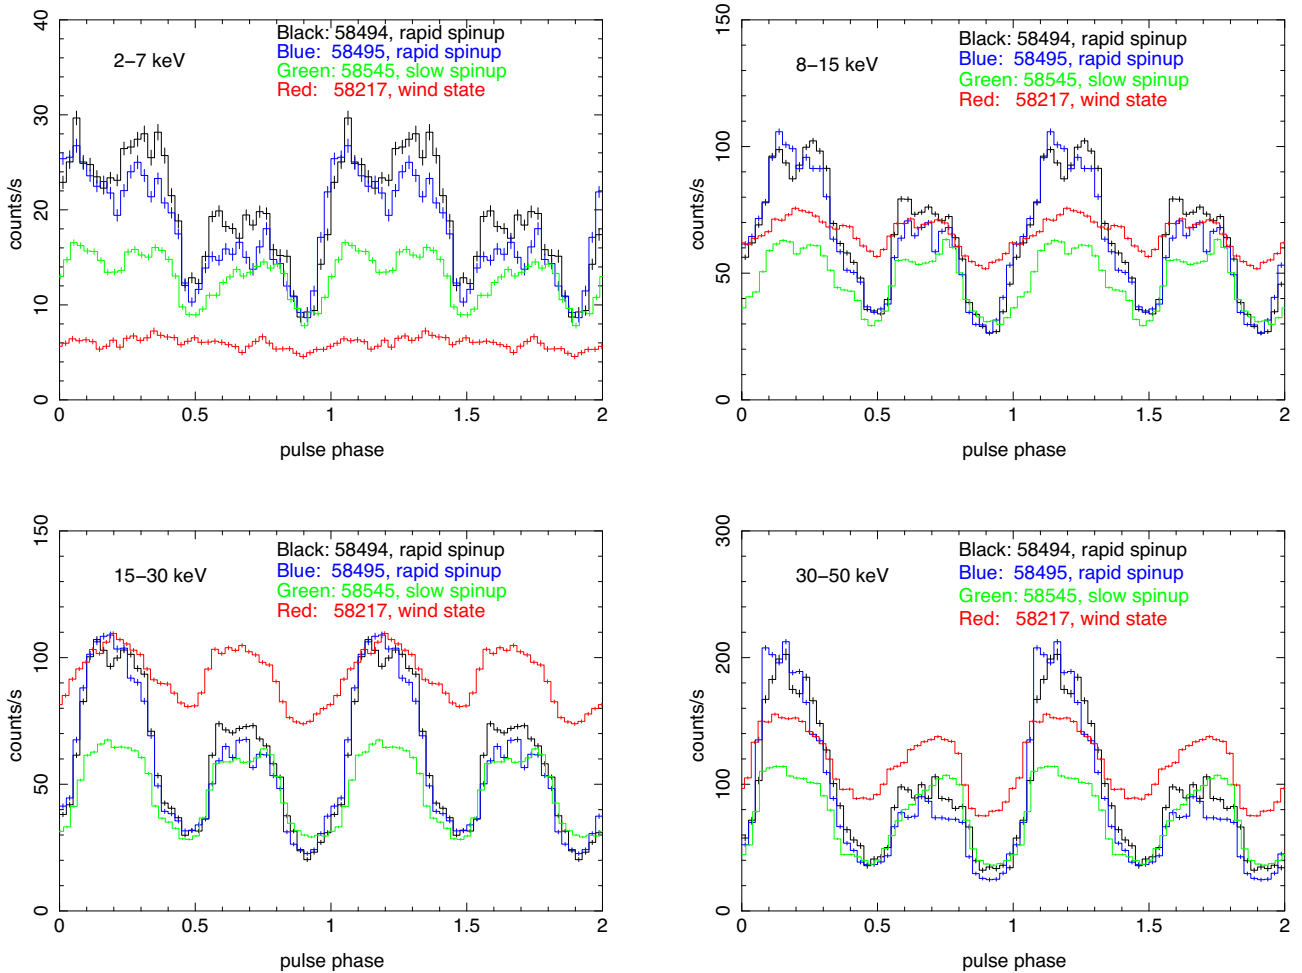 40
30
20
10
0
counts/s
2−7 keV
Black: 58494, rapid spinup
Blue: 58495, rapid spinup
Green: 58545, slow spinup
Red: 58217, wind state
0 0.5 1 1.5 2
pulse phase
150
100
50
0
counts/s
8−15 keV
Black: 58494, rapid spinup
Blue: 58495, rapid spinup
Green: 58545, slow spinup
Red: 58217, wind state
0 0.5 1 1.5 2
pulse phase
150
100
50
0
counts/s
15−30 keV
Black: 58494, rapid spinup
Blue: 58495, rapid spinup
Green: 58545, slow spinup
Red: 58217, wind state
0 0.5 1 1.5 2
pulse phase
300
200
100
0
counts/s
30−50 keV
Black: 58494, rapid spinup
Blue: 58495, rapid spinup
Green: 58545, slow spinup
Red: 58217, wind state
0 0.5 1 1.5 2
pulse phase